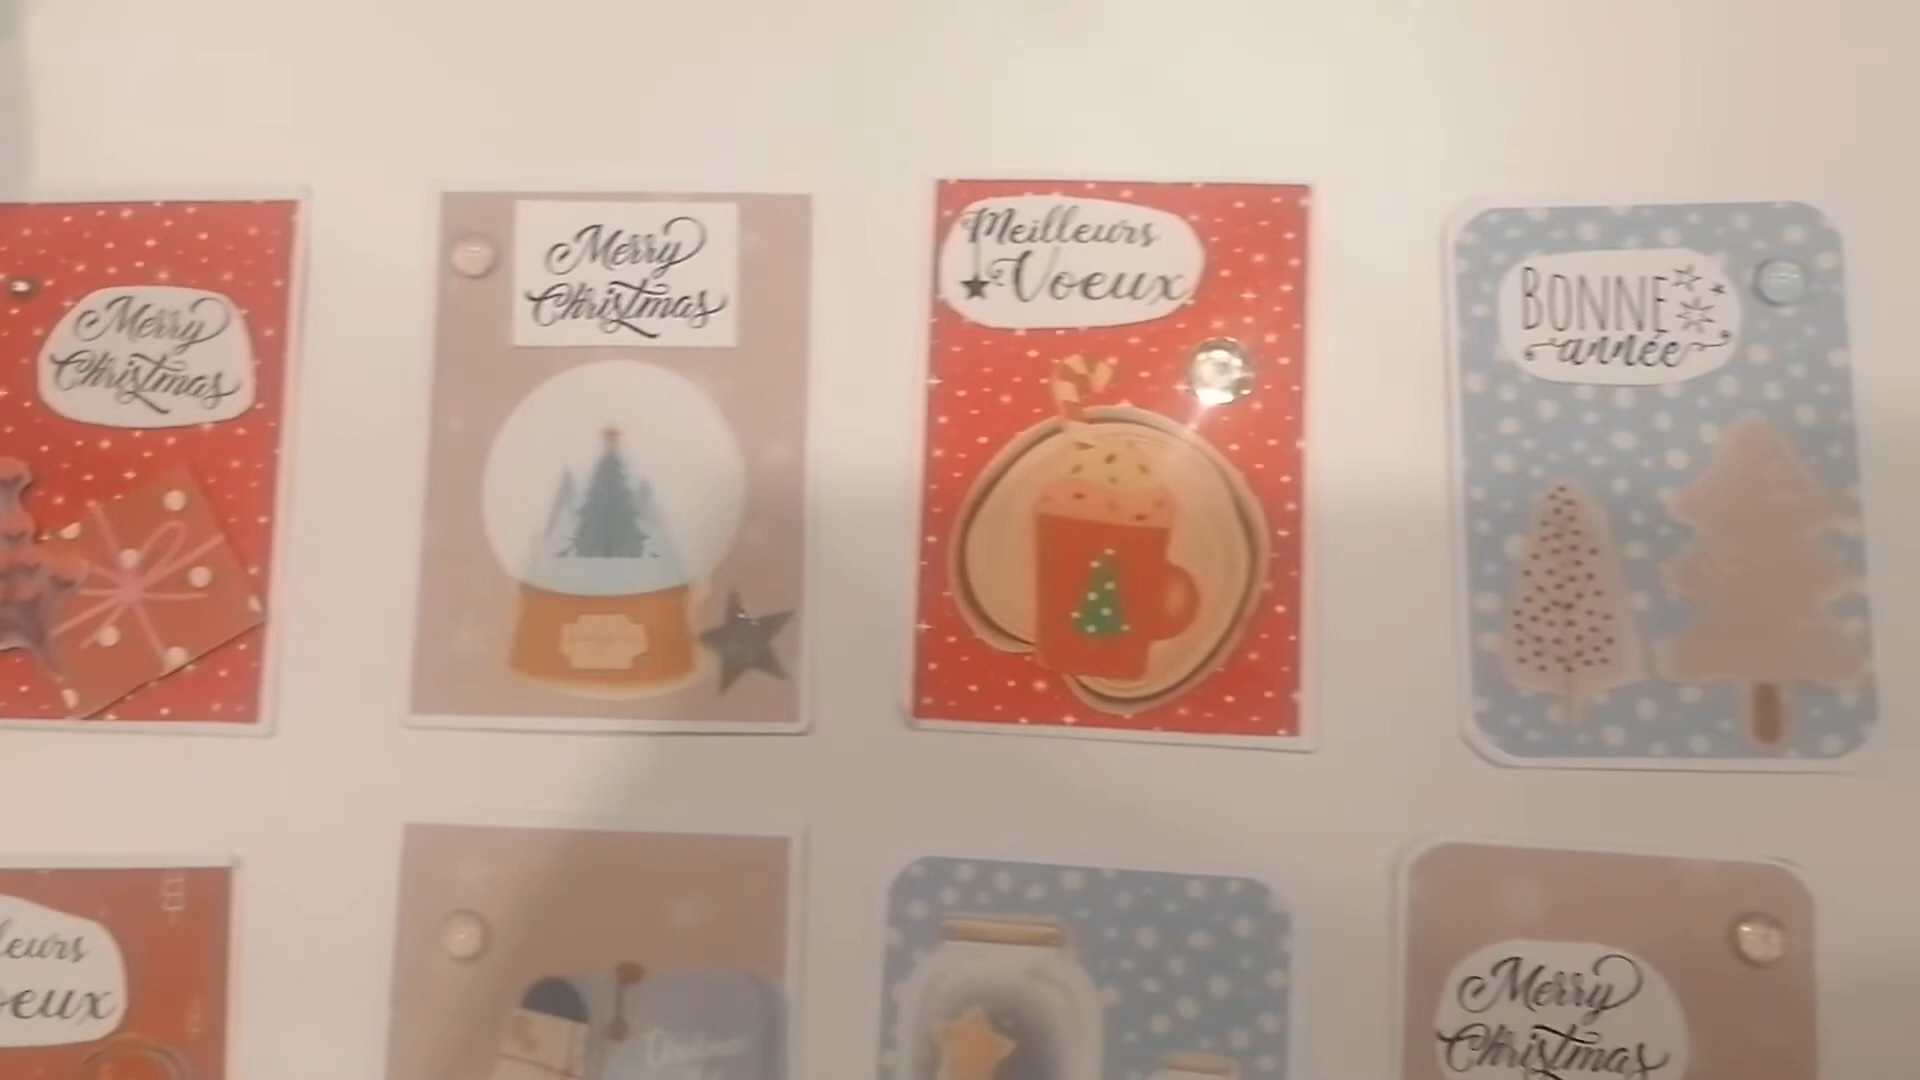 Merry
Christmas
Merry
Christmas
Meilleurs
Voeux
BONNE
année
Merry
Christmas